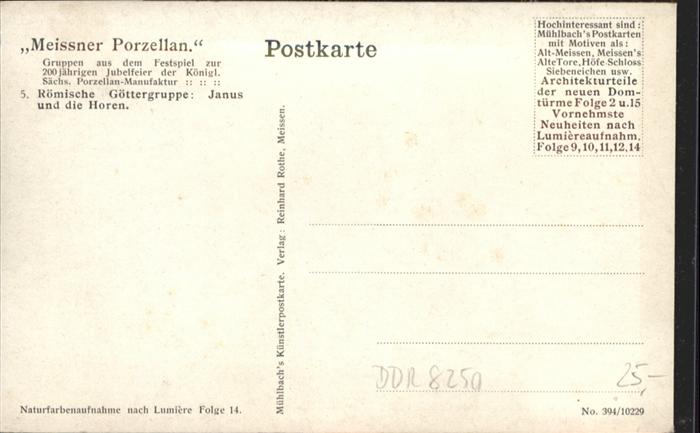 „Meissner Porzellan.“
Gruppen aus dem Festspiel zur
200jährigen Jubelfeier der Königl.
Sächs. Porzellan-Manufaktur :: :: ::
5. Römische Göttergruppe: Janus
und die Horen.
Postkarte
Hochinteressant sind:
Mühlbach's Postkarten
mit Motiven als:
Alt-Meissen, Meissen's
Alte Tore, Höfe Schloss
Siebeneichen usw.
Architekturteile
der neuen Dom-
türme Folge 2 u. 15
Vornehmste
Neuheiten nach
Lumièreaufnahm.
Folge 9, 10, 11, 12, 14
Mühlbach's Künstlerpostkarte. Verlag: Reinhard Rothe, Meissen.
DDR 8250
25,-
Naturfarbenaufnahme nach Lumière Folge 14.
No. 394/10229